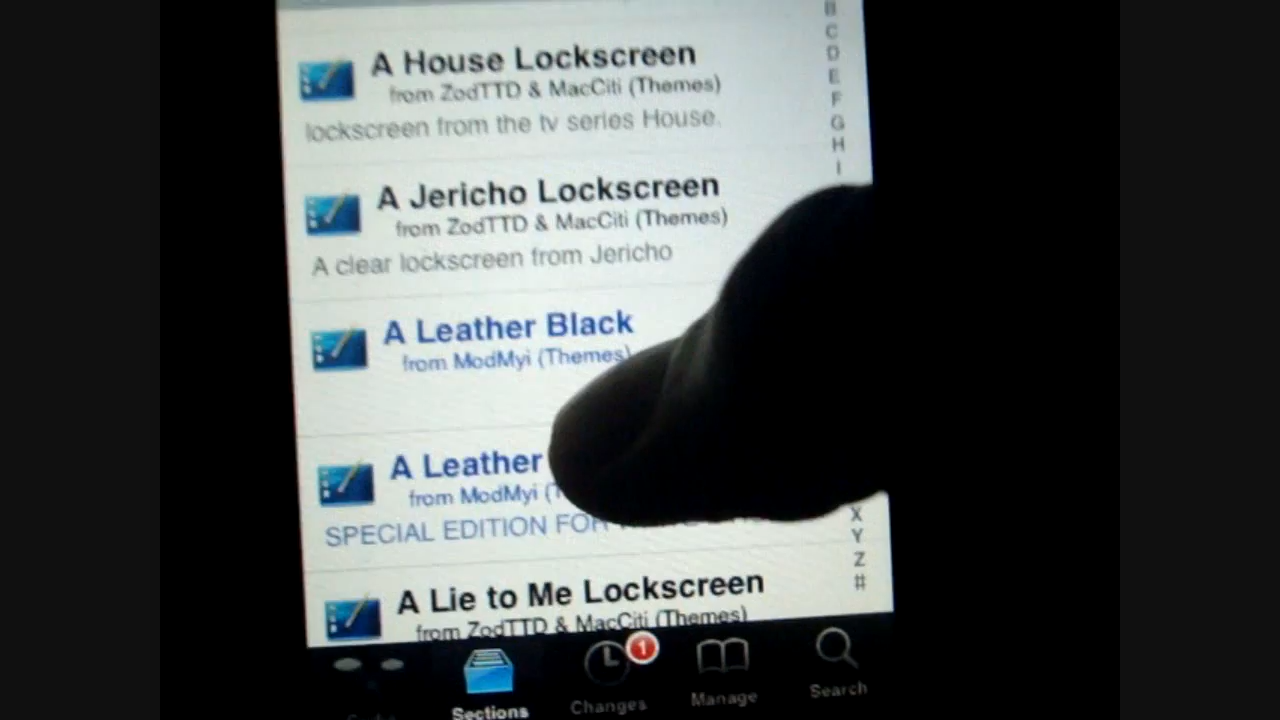 B
C
D
E
F
G
H
I
A House Lockscreen
from ZodTTD & MacCiti (Themes)
lockscreen from the tv series House.
A Jericho Lockscreen
from ZodTTD & MacCiti (Themes)
A clear lockscreen from Jericho
A Leather Black
from ModMyi (Themes)
A Leather
from ModMyi
SPECIAL EDITION FOR
A Lie to Me Lockscreen
from ZodTTD & MacCiti (Themes)
X
Y
Z
#
1
Sections
Changes
Manage
Search